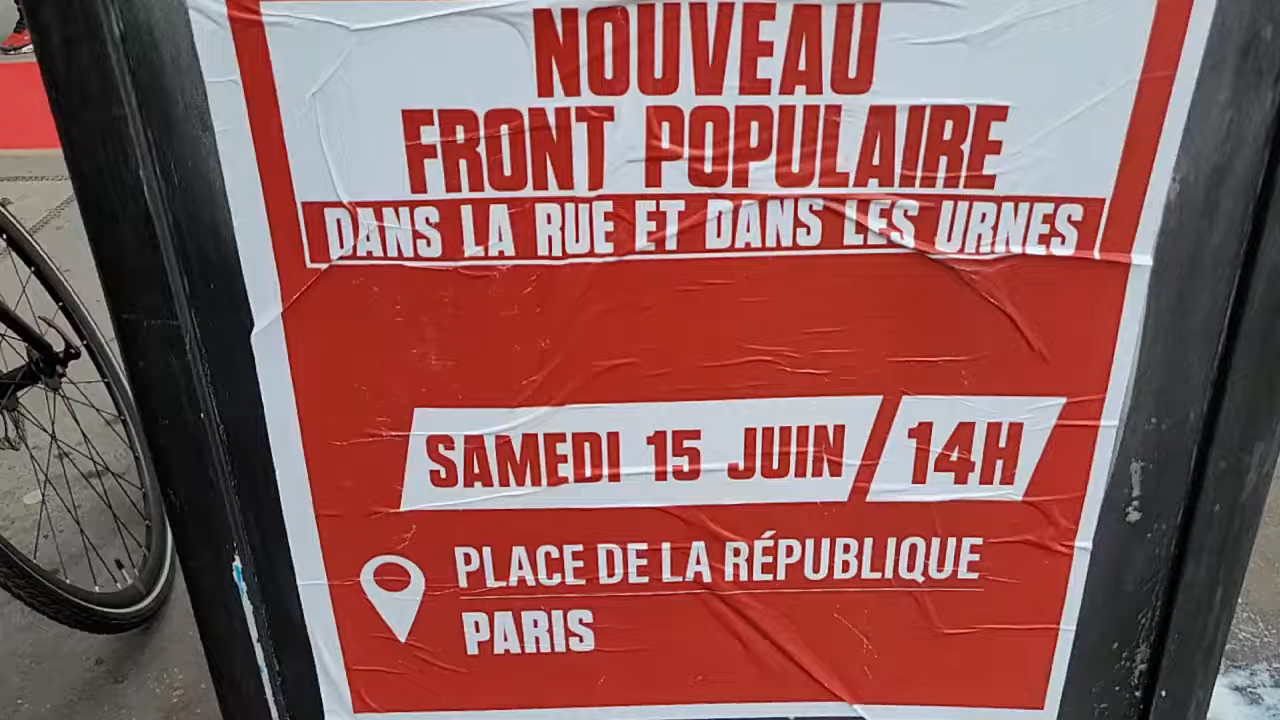 NOUVEAU
FRONT POPULAIRE
DANS LA RUE ET DANS LES URNES
SAMEDI 15 JUIN 14H
PLACE DE LA RÉPUBLIQUE
PARIS